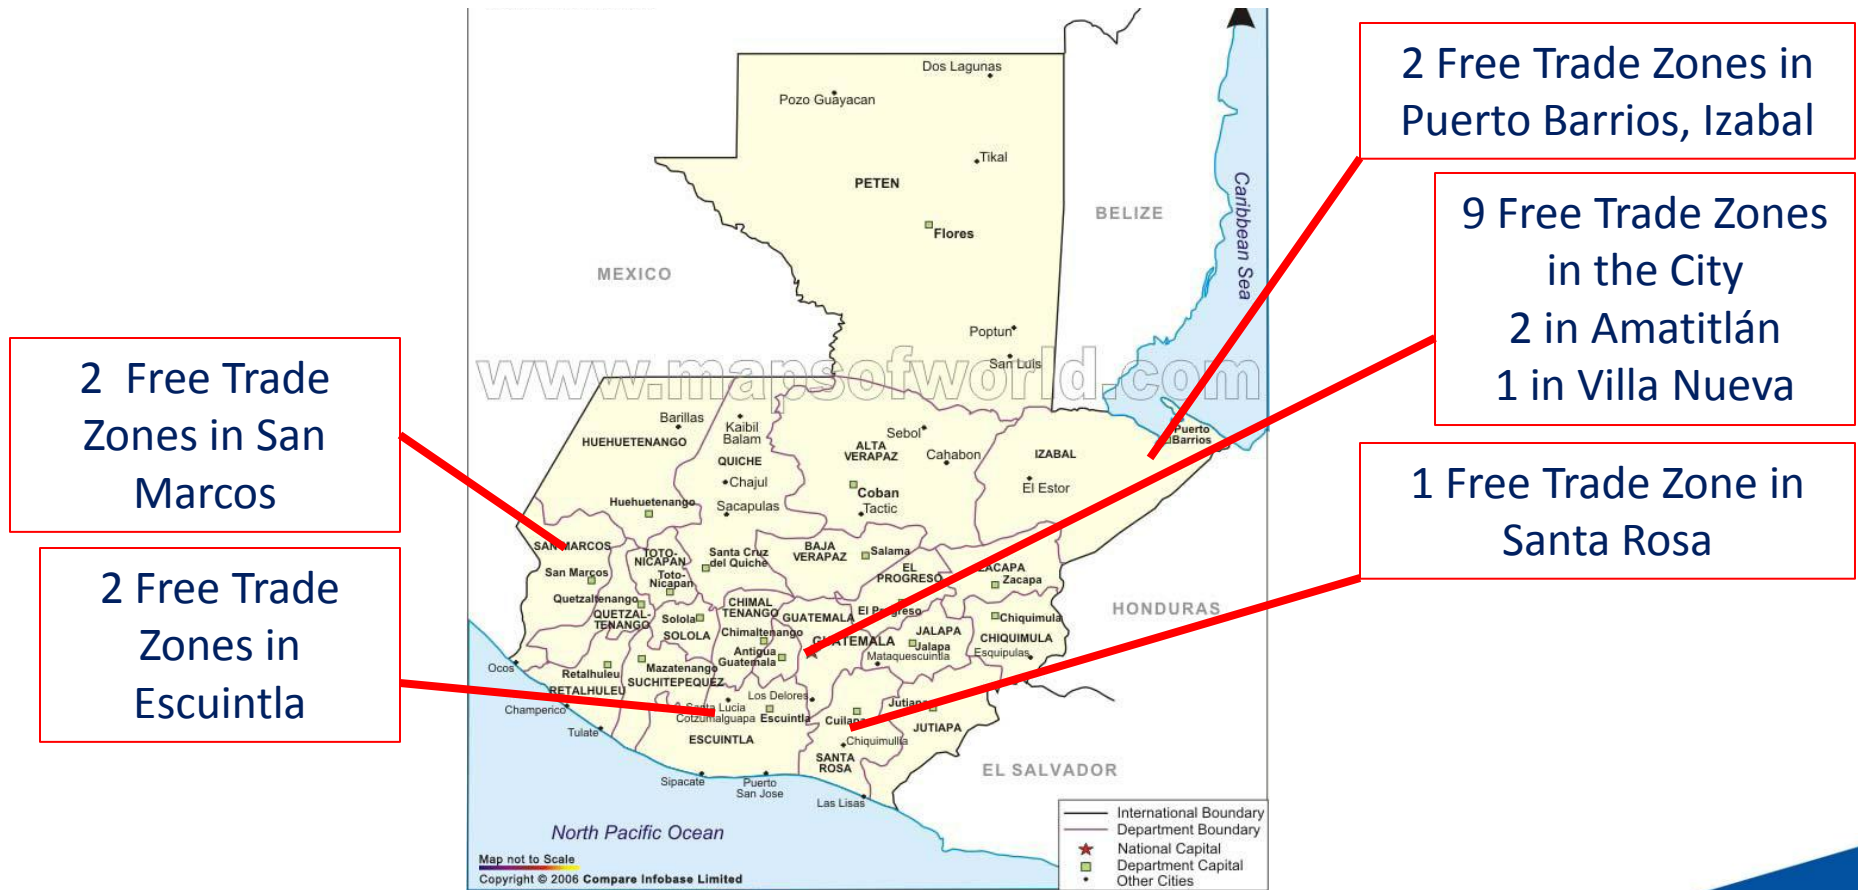 2 Free Trade Zones in
Puerto Barrios, Izabal
9 Free Trade Zones
in the City
2 in Amatitlán
1 in Villa Nueva
1 Free Trade Zone in
Santa Rosa
2 Free Trade
Zones in San
Marcos
2 Free Trade
Zones in
Escuintla
Dos Lagunas
Pozo Guayacan
Tikal
PETEN
Flores
BELIZE
Caribbean Sea
MEXICO
Poptun
San Luis
www.mapsofworld.com
Barillas
HUEHUETENANGO
Kaibil
Balam
QUICHE
Chajul
Sacapulas
Sebol
ALTA
VERAPAZ
Cahabon
Coban
Tactic
IZABAL
El Estor
Puerto
Barrios
Huehuetenango
SAN MARCOS
San Marcos
TOTO-
NICAPAN
Toto-
Nicapan
Santa Cruz
del Quiche
BAJA
VERAPAZ
Salama
EL
PROGRESO
El Progreso
ZACAPA
Zacapa
HONDURAS
Quetzaltenango
QUETZAL-
TENANGO
Solola
SOLOLA
CHIMAL
TENANGO
Chimaltenango
GUATEMALA
GUATEMALA
Antigua
Guatemala
JALAPA
Jalapa
Mataquescuintla
Chiquimula
CHIQUIMULA
Esquipulas
Ocos
Retalhuleu
RETALHULEU
Mazatenango
SUCHITEPEQUEZ
Champerico
Tulate
Santa Lucia
Cotzumalguapa
Los Delores
Escuintla
ESCUINTLA
Cuilapa
Chiquimullia
SANTA
ROSA
Jutiapa
JUTIAPA
EL SALVADOR
Sipacate
Puerto
San Jose
Las Lisas
North Pacific Ocean
International Boundary
Department Boundary
National Capital
Department Capital
Other Cities
Map not to Scale
Copyright © 2006 Compare Infobase Limited